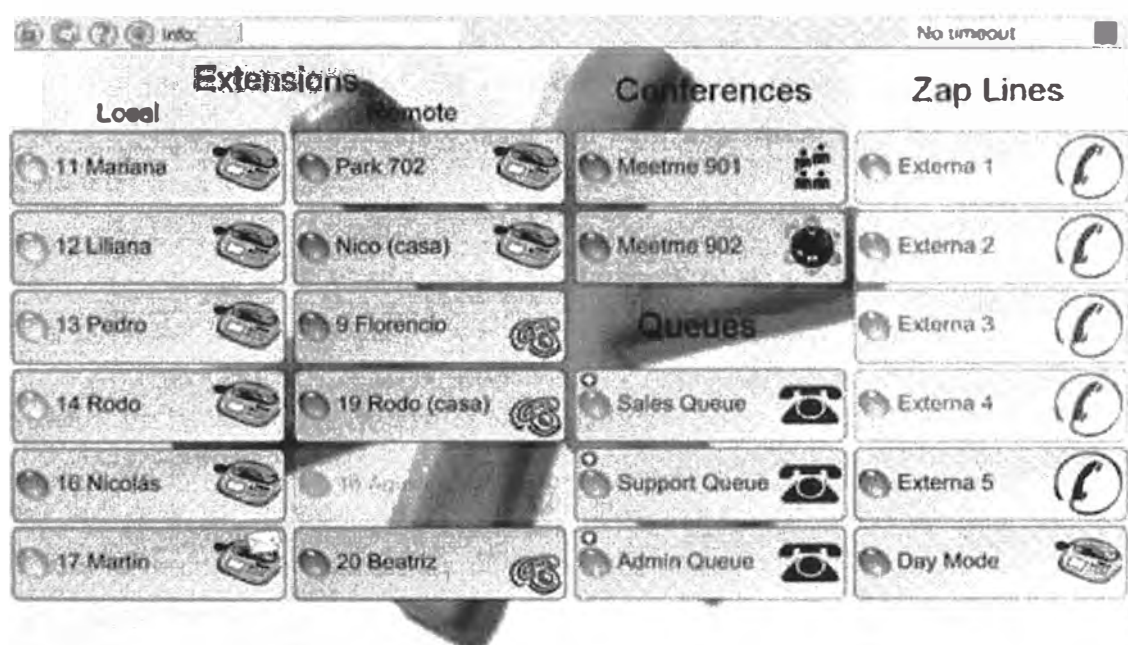 Info:
No timeout
Extensions
Conferences
Zap Lines
Local
Remote
11 Mariana
Park 702
Meetme 901
Externa 1
12 Liliana
Nico (casa)
Meetme 902
Externa 2
13 Pedro
9 Florencio
Queues
Externa 3
14 Rodo
19 Rodo (casa)
Sales Queue
Externa 4
16 Nicolás
Support Queue
Externa 5
17 Martin
20 Beatriz
Admin Queue
Day Mode